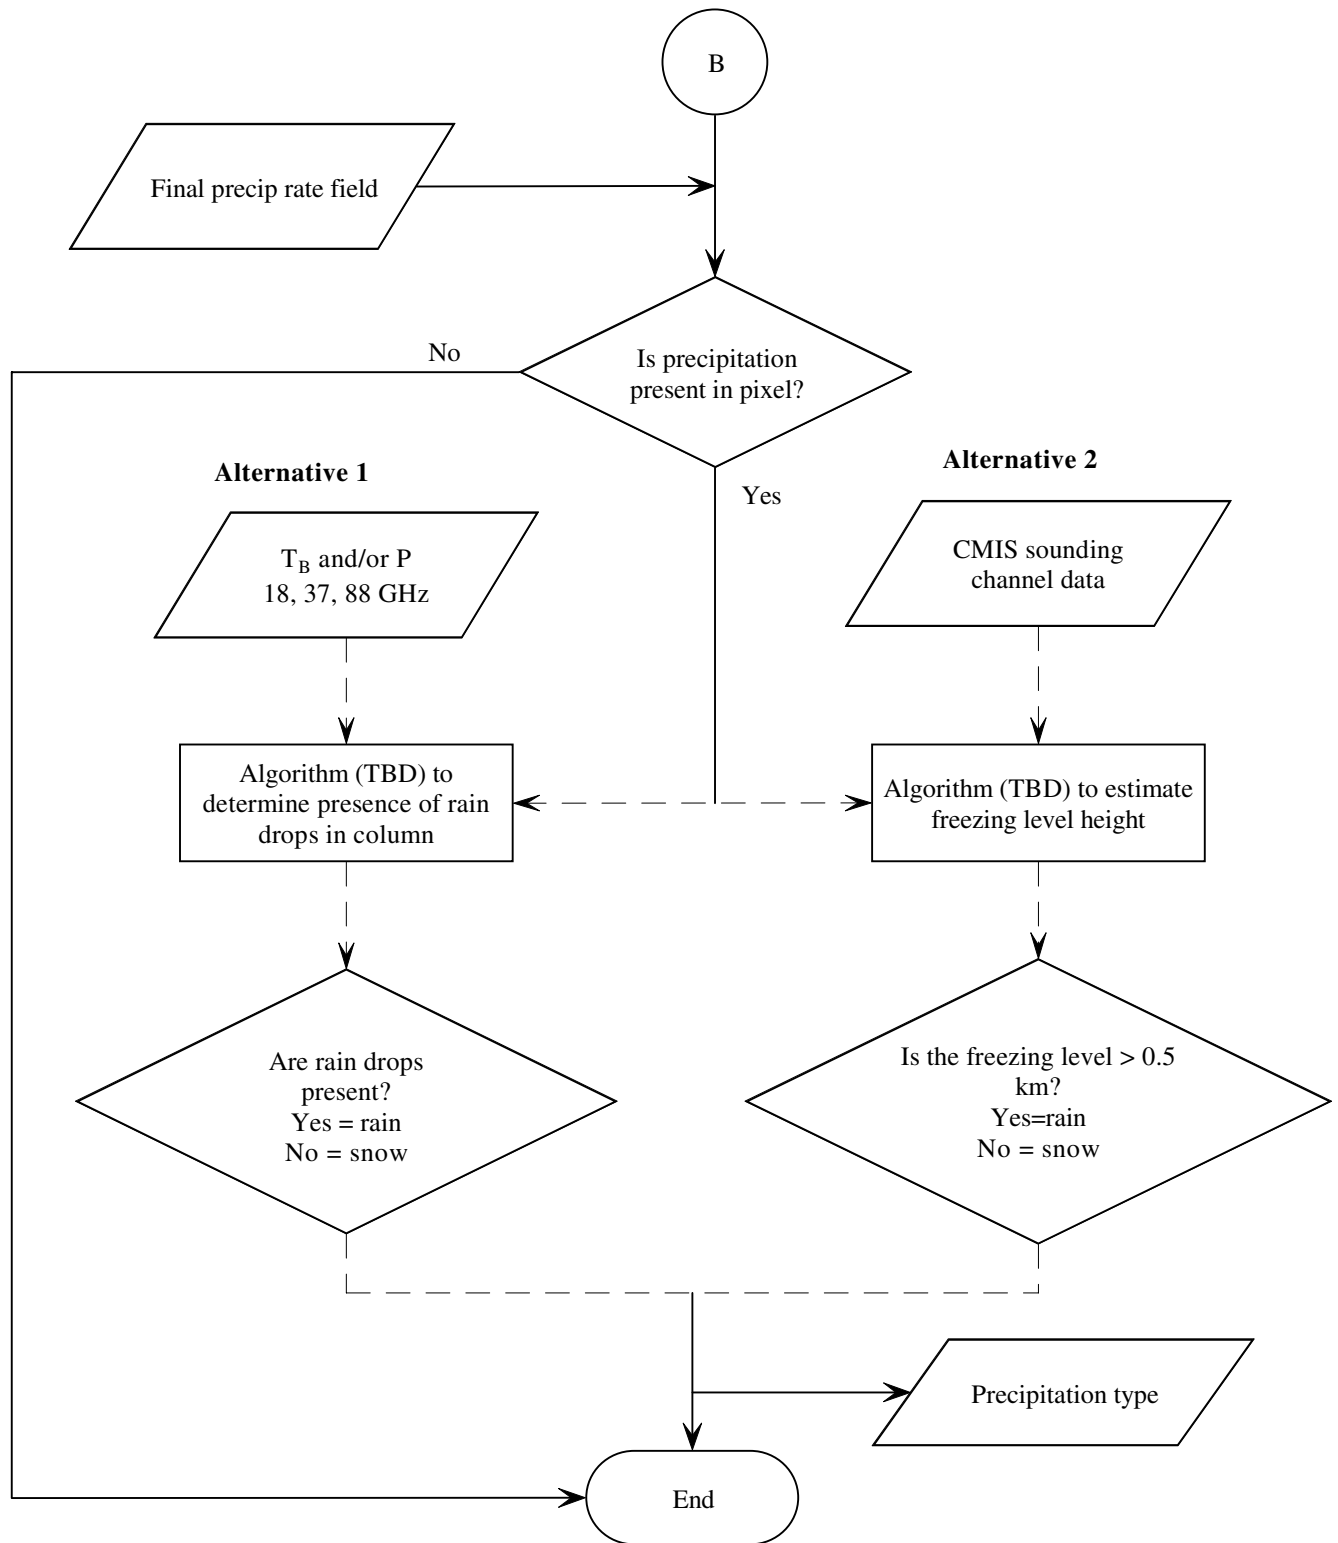 B
Final precip rate field
No
Is precipitation
present in pixel?
Yes
Alternative 1
T_B and/or P
18, 37, 88 GHz
Algorithm (TBD) to
determine presence of rain
drops in column
Are rain drops
present?
Yes = rain
No = snow
Alternative 2
CMIS sounding
channel data
Algorithm (TBD) to estimate
freezing level height
Is the freezing level > 0.5
km?
Yes=rain
No = snow
Precipitation type
End